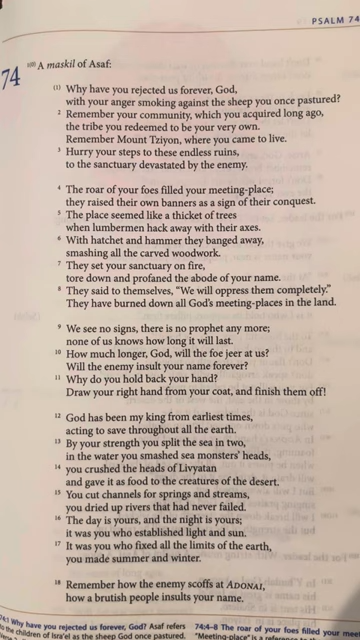 PSALM 74
74 (0) A maskil of Asaf:
(1) Why have you rejected us forever, God,
with your anger smoking against the sheep you once pastured?
2 Remember your community, which you acquired long ago,
the tribe you redeemed to be your very own.
Remember Mount Tziyon, where you came to live.
3 Hurry your steps to these endless ruins,
to the sanctuary devastated by the enemy.
4 The roar of your foes filled your meeting-place;
they raised their own banners as a sign of their conquest.
5 The place seemed like a thicket of trees
when lumbermen hack away with their axes.
6 With hatchet and hammer they banged away,
smashing all the carved woodwork.
7 They set your sanctuary on fire,
tore down and profaned the abode of your name.
8 They said to themselves, “We will oppress them completely.”
They have burned down all God’s meeting-places in the land.
9 We see no signs, there is no prophet any more;
none of us knows how long it will last.
10 How much longer, God, will the foe jeer at us?
Will the enemy insult your name forever?
11 Why do you hold back your hand?
Draw your right hand from your coat, and finish them off!
12 God has been my king from earliest times,
acting to save throughout all the earth.
13 By your strength you split the sea in two,
in the water you smashed sea monsters’ heads,
14 you crushed the heads of Livyatan
and gave it as food to the creatures of the desert.
15 You cut channels for springs and streams,
you dried up rivers that had never failed.
16 The day is yours, and the night is yours;
it was you who established light and sun.
17 It was you who fixed all the limits of the earth,
you made summer and winter.
18 Remember how the enemy scoffs at ADONAI,
how a brutish people insults your name.
74:1 Why have you rejected us forever, God? Asaf refers
to the children of Isra’el as the sheep God once pastured.
74:4–8 The roar of your foes filled your
"Meeting-place" is a reference to